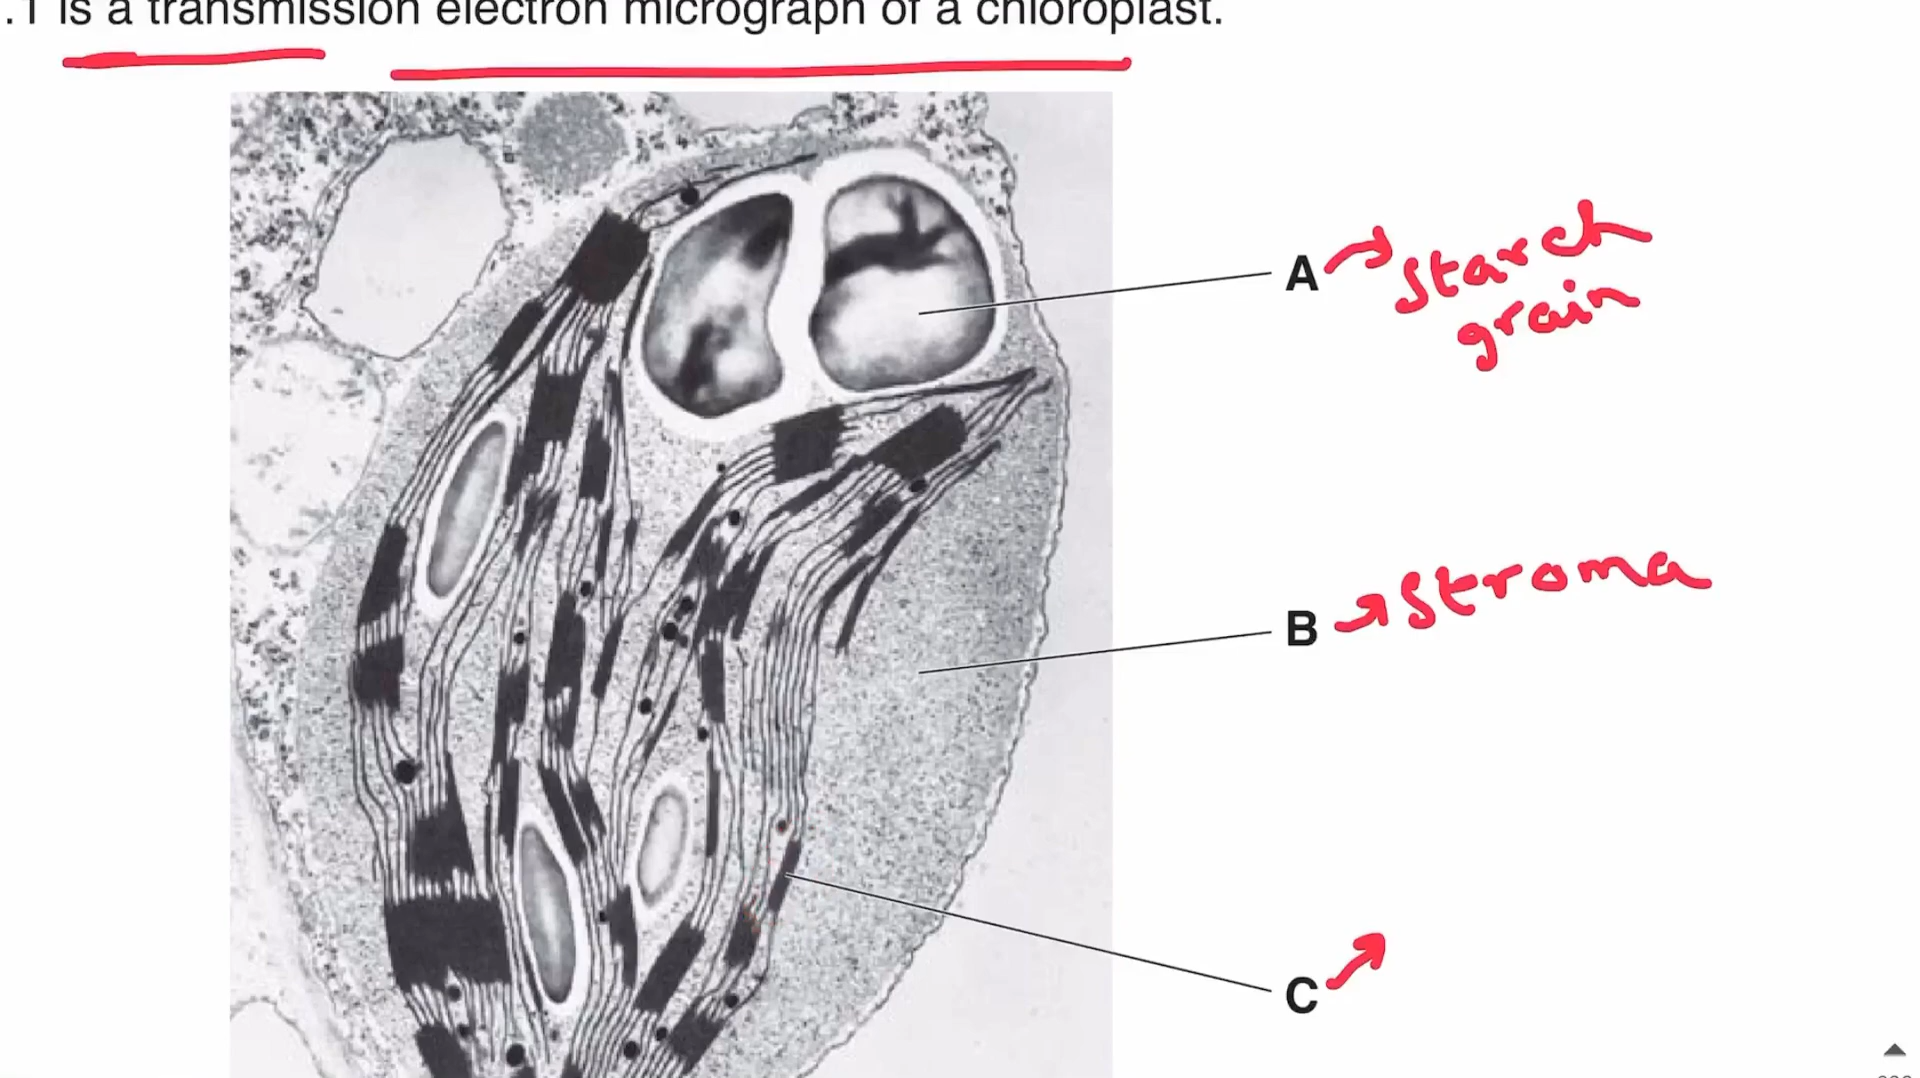 .1 is a transmission electron micrograph of a chloroplast.
A → Starch
grain
B → Stroma
C →